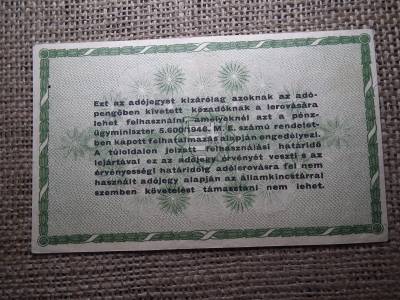 Ezt az adójegyet kizárólag azoknak az adó-
pengőben kivetett közadóknak a lerovására
lehet felhasználni, amelyeknél azt a pénz-
ügyminiszter 5.600/1946. M. E. számú rendelet-
ben kapott felhatalmazás alapján engedélyezi.
A túloldalon jelzett felhasználási határidő
lejártával ez az adójegy érvényét veszti s az
érvényességi határidőig adólerovásra fel nem
használt adójegy alapján az államkincstárral
szemben követelést támasztani nem lehet.